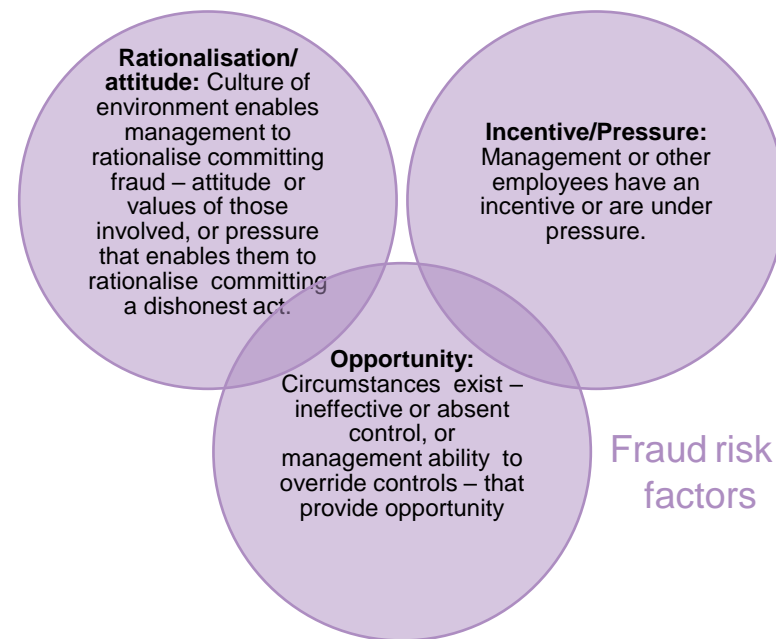 Rationalisation/
attitude: Culture of
environment enables
management to
rationalise committing
fraud – attitude or
values of those
involved, or pressure
that enables them to
rationalise committing
a dishonest act.
Incentive/Pressure:
Management or other
employees have an
incentive or are under
pressure.
Opportunity:
Circumstances exist –
ineffective or absent
control, or
management ability to
override controls – that
provide opportunity
Fraud risk
factors